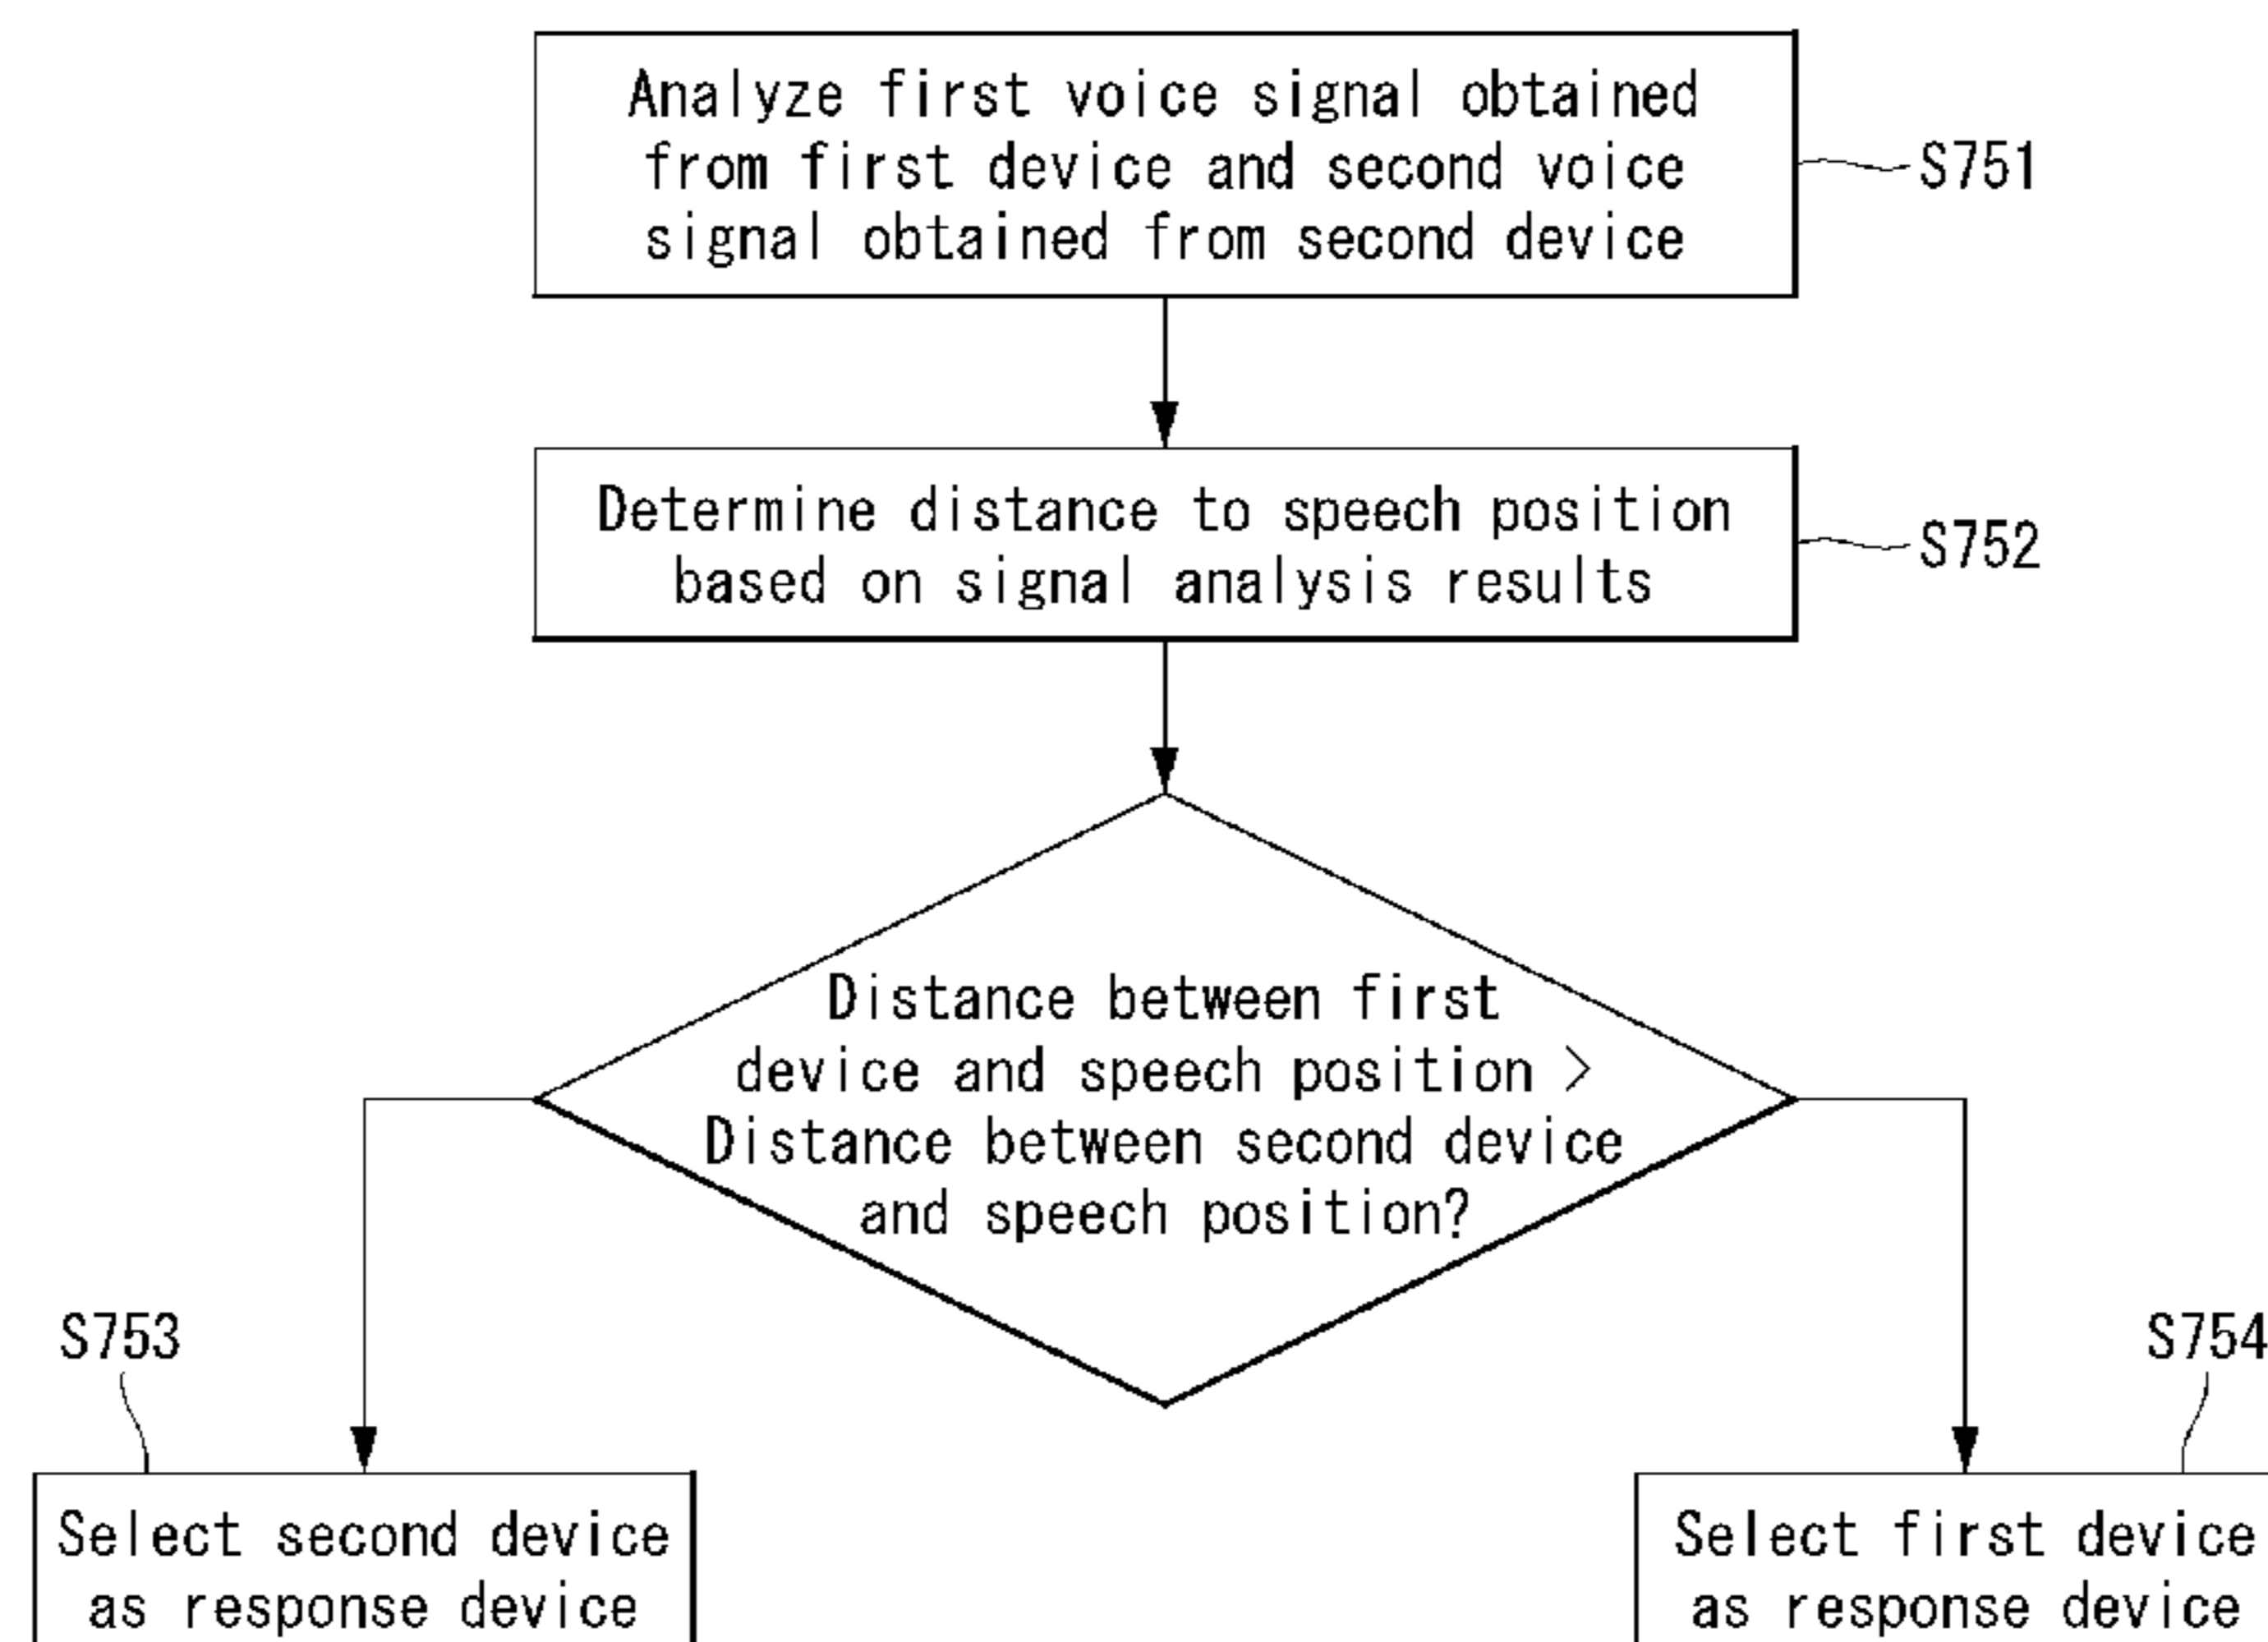 Analyze first voice signal obtained
from first device and second voice
signal obtained from second device
S751
Determine distance to speech position
based on signal analysis results
S752
Distance between first
device and speech position >
Distance between second device
and speech position?
S753
S754
Select second device
as response device
Select first device
as response device